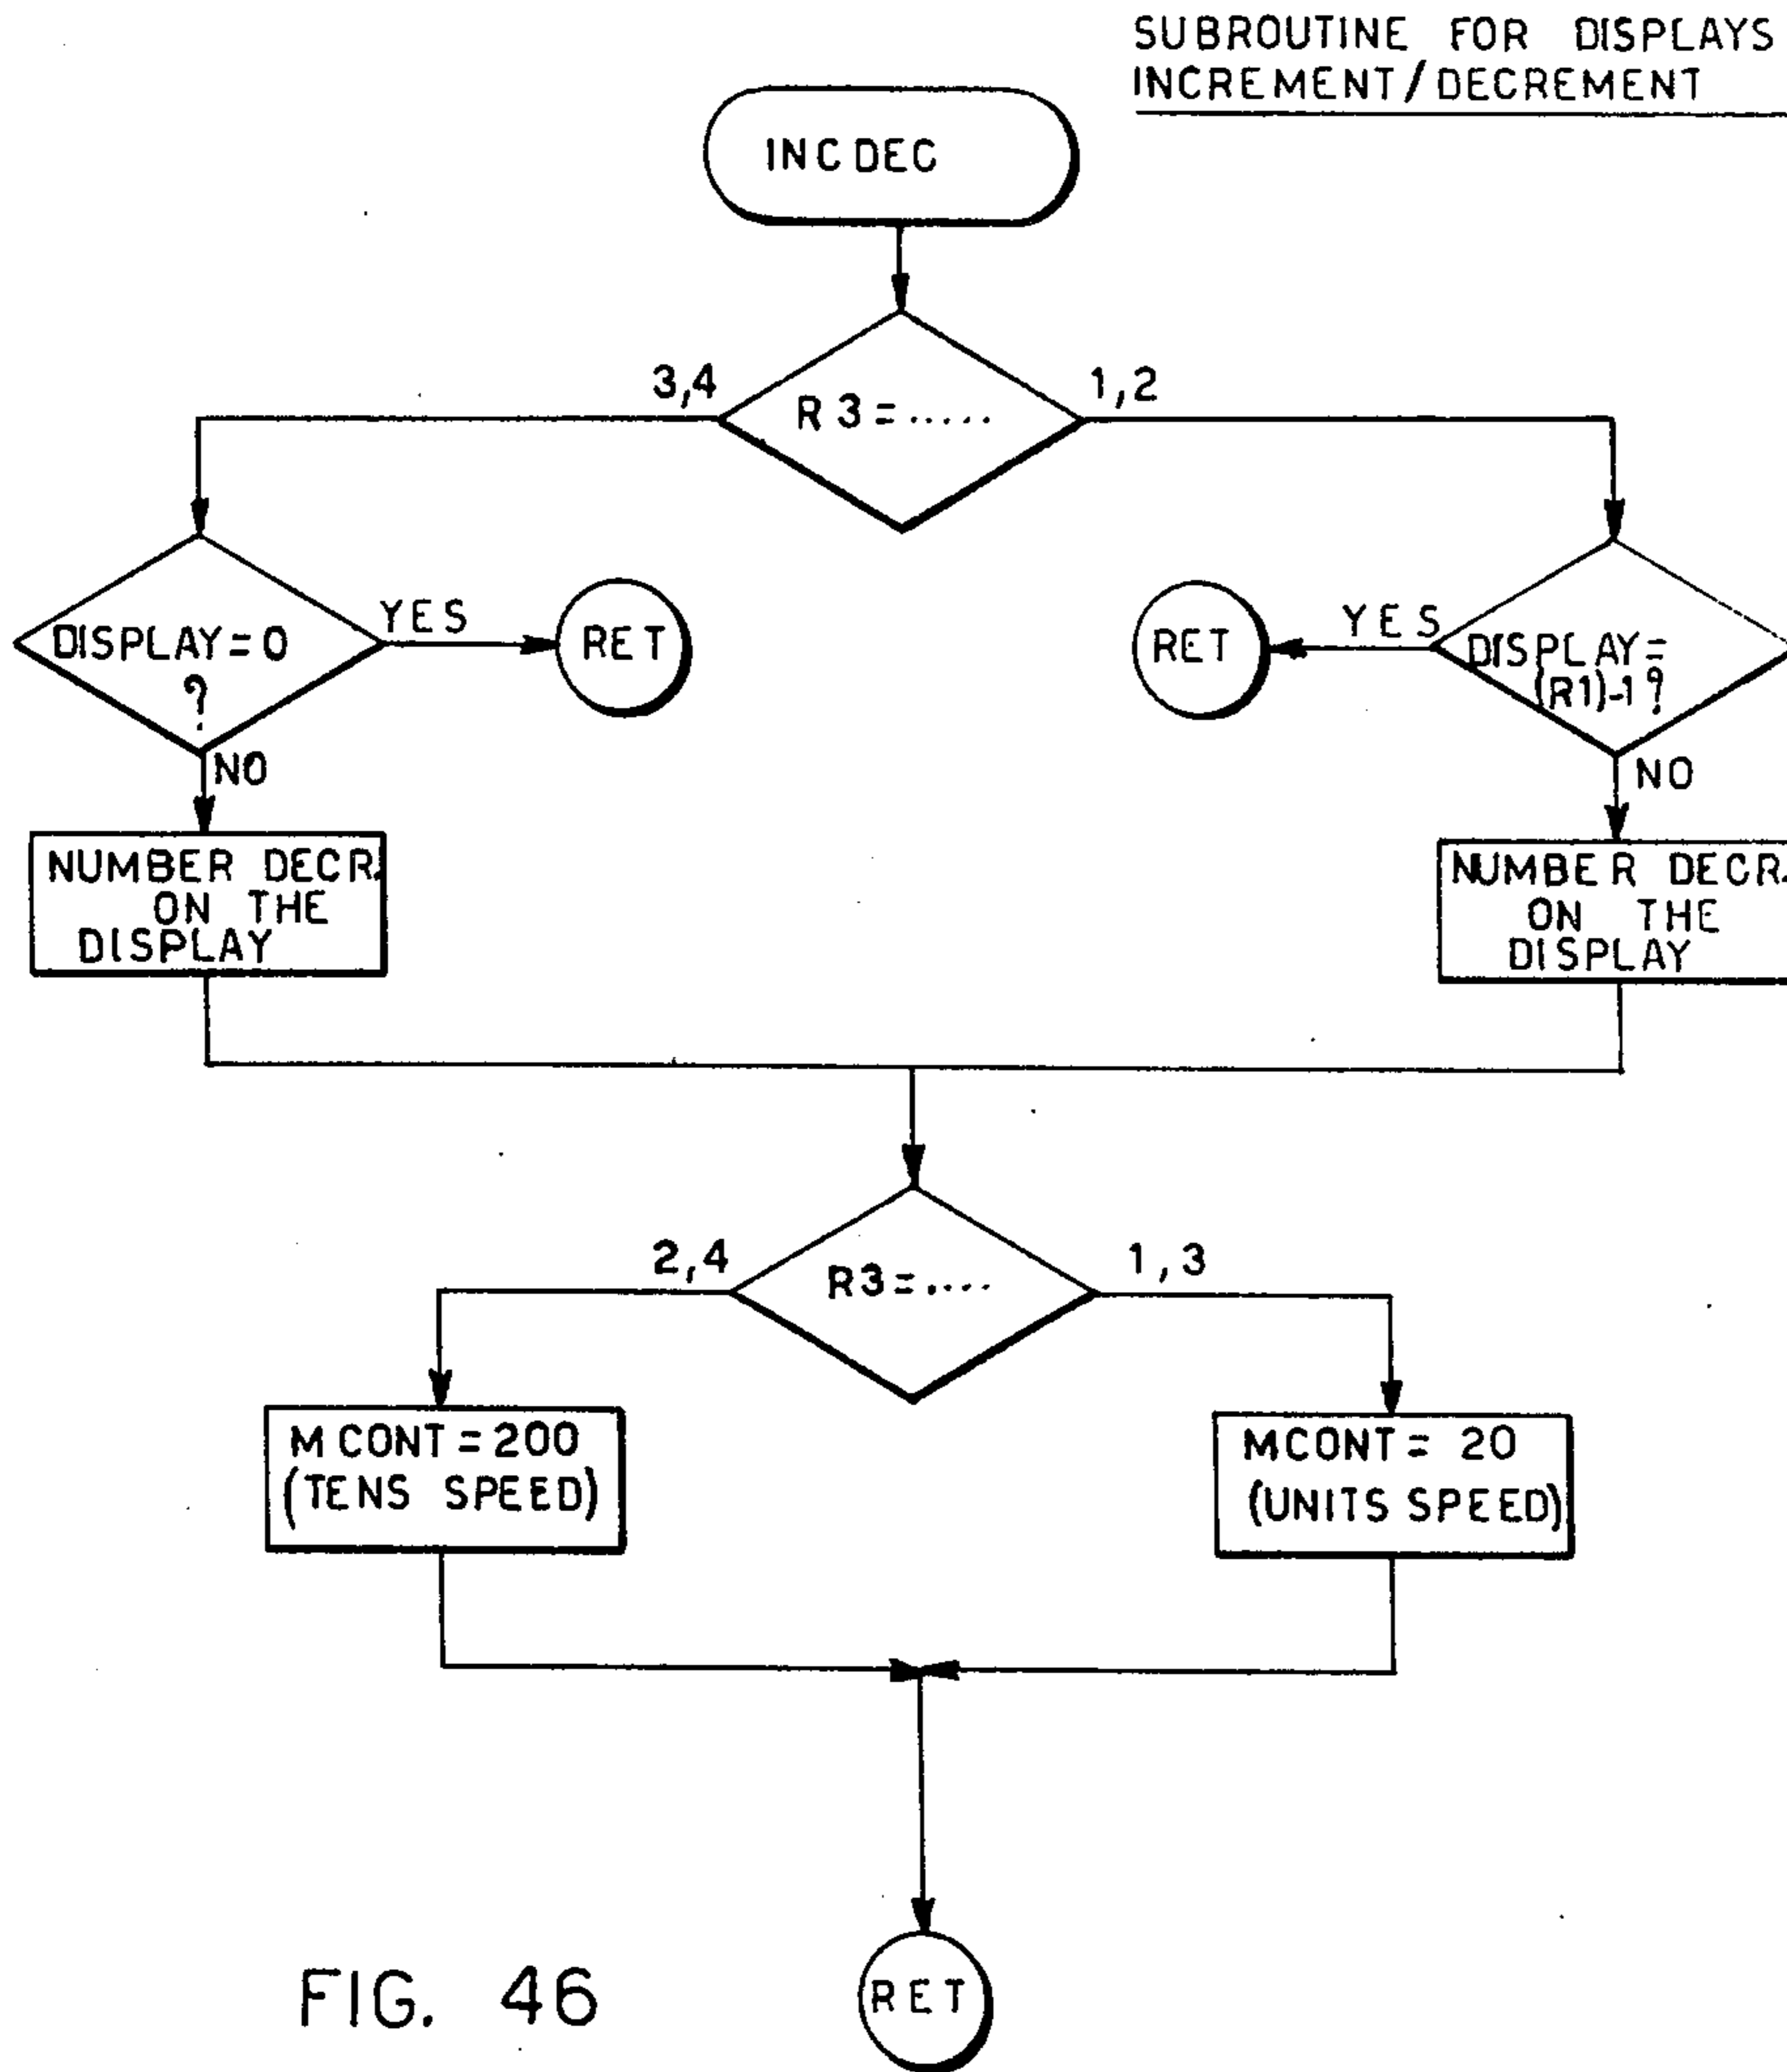 SUBROUTINE FOR DISPLAYS
INCREMENT/DECREMENT
INCDEC
3,4
R3=.....
1,2
DISPLAY=0
?
YES
RET
RET
YES
DISPLAY=
(R1)-1?
NO
NO
NUMBER DECR.
ON THE
DISPLAY
NUMBER DECR.
ON THE
DISPLAY
2,4
R3=....
1,3
MCONT=200
(TENS SPEED)
MCONT= 20
(UNITS SPEED)
RET
FIG. 46